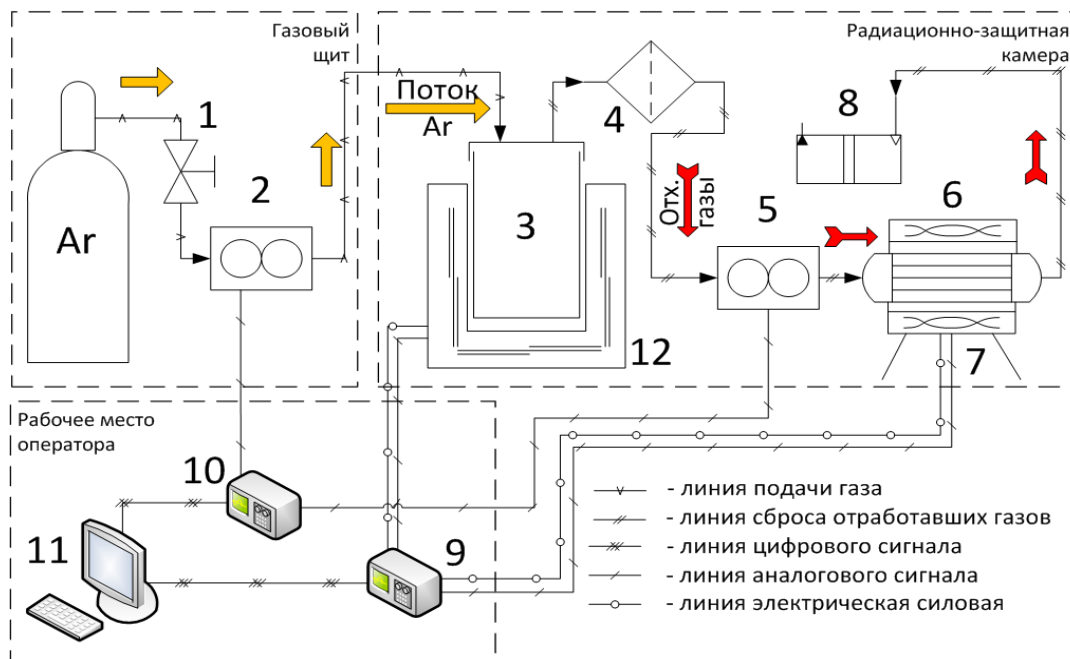 Газовый
щит
Радиационно-защитная
камера
1
Поток
Ar
4
8
2
Ar
3
Отх.
газы
5
6
12
7
Рабочее место
оператора
10
11
9
- линия подачи газа
- линия сброса отработавших газов
- линия цифрового сигнала
- линия аналогового сигнала
- линия электрическая силовая